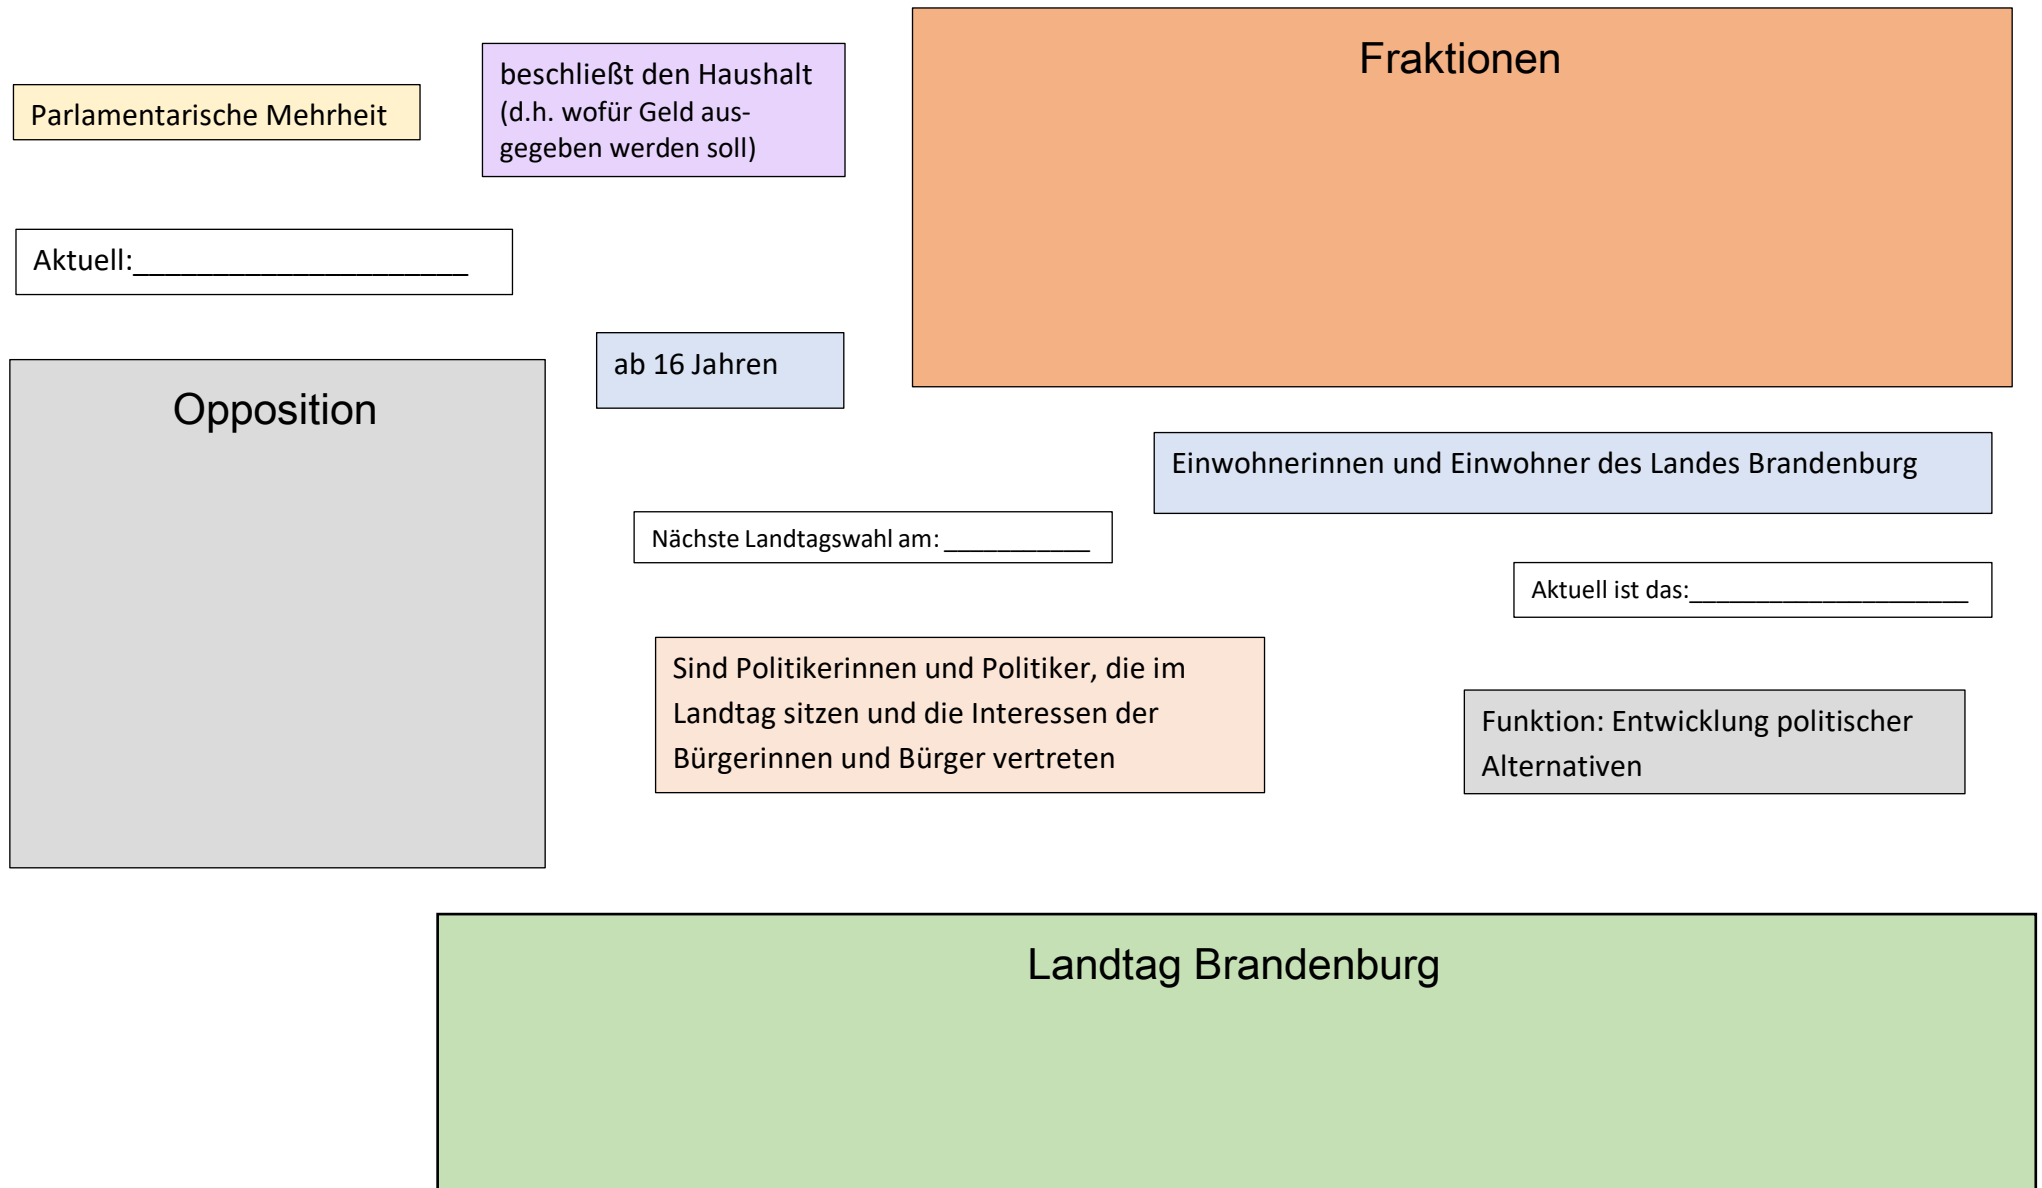 Fraktionen
beschließt den Haushalt
(d.h. wofür Geld aus-
gegeben werden soll)
Parlamentarische Mehrheit
Aktuell:_____________________
ab 16 Jahren
Opposition
Einwohnerinnen und Einwohner des Landes Brandenburg
Nächste Landtagswahl am: ___________
Aktuell ist das:_____________________
Sind Politikerinnen und Politiker, die im
Landtag sitzen und die Interessen der
Bürgerinnen und Bürger vertreten
Funktion: Entwicklung politischer
Alternativen
Landtag Brandenburg